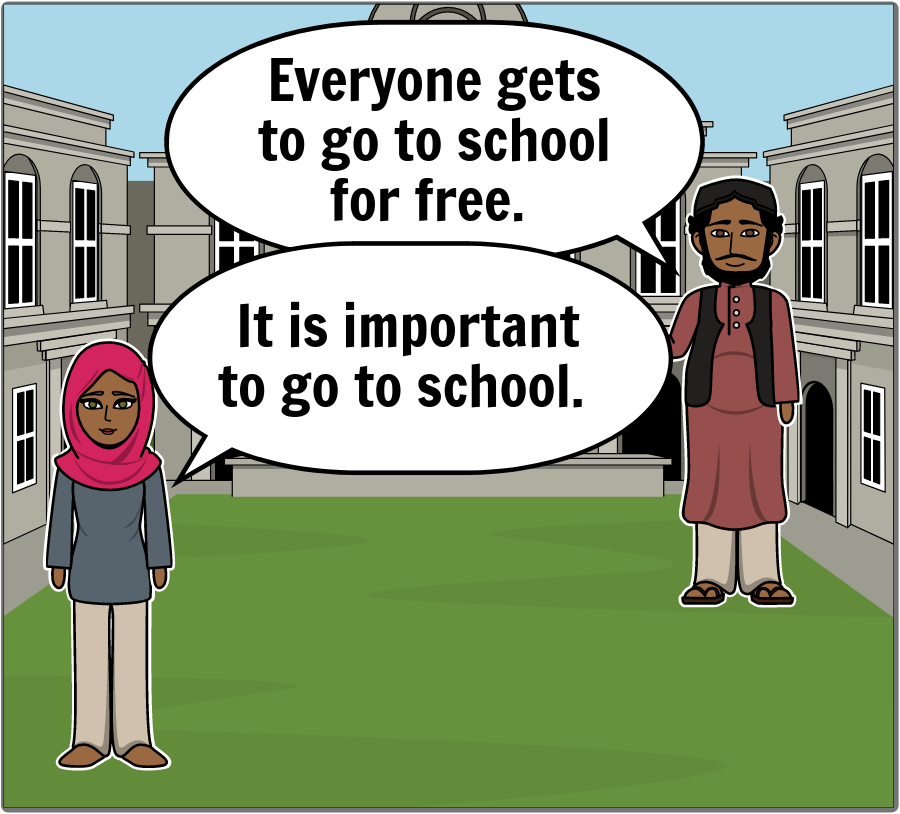 Everyone gets
to go to school
for free.
It is important
to go to school.